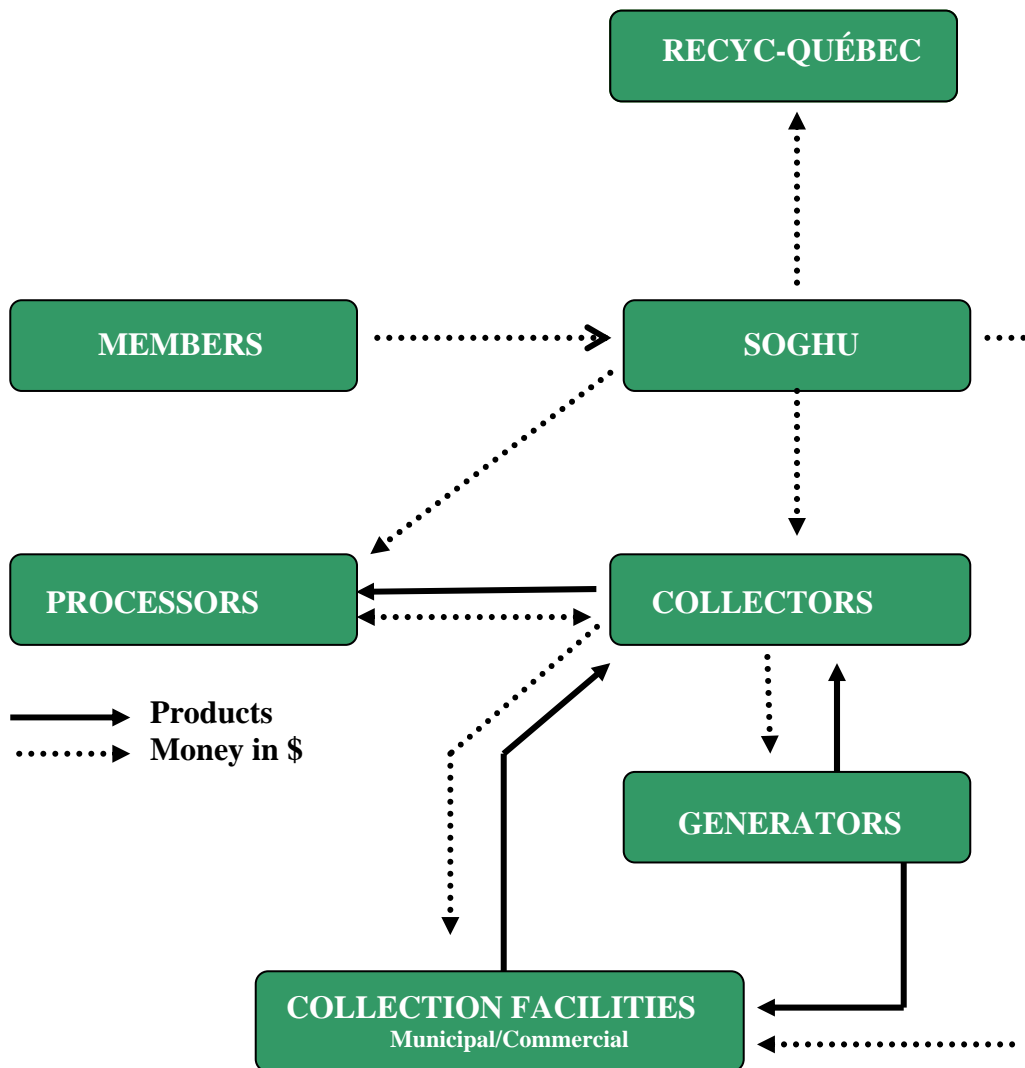 RECYC-QUÉBEC
MEMBERS
SOGHU
PROCESSORS
COLLECTORS
Products
Money in $
GENERATORS
COLLECTION FACILITIES
Municipal/Commercial